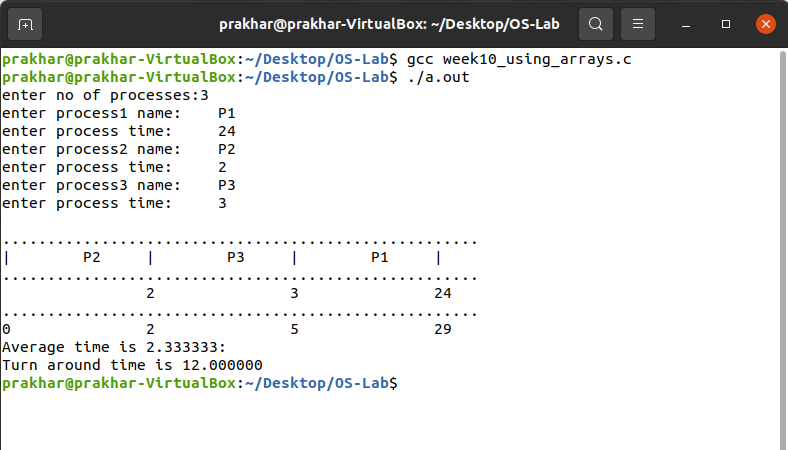 prakhar@prakhar-VirtualBox: ~/Desktop/OS-Lab
prakhar@prakhar-VirtualBox:~/Desktop/OS-Lab$ gcc week10_using_arrays.c
prakhar@prakhar-VirtualBox:~/Desktop/OS-Lab$ ./a.out
enter no of processes:3
enter process1 name:    P1
enter process time:     24
enter process2 name:    P2
enter process time:     2
enter process3 name:    P3
enter process time:     3
.....................................................
|        P2     |        P3     |        P1     |
.....................................................
                2               3               24
.....................................................
0               2               5               29
Average time is 2.333333:
Turn around time is 12.000000
prakhar@prakhar-VirtualBox:~/Desktop/OS-Lab$